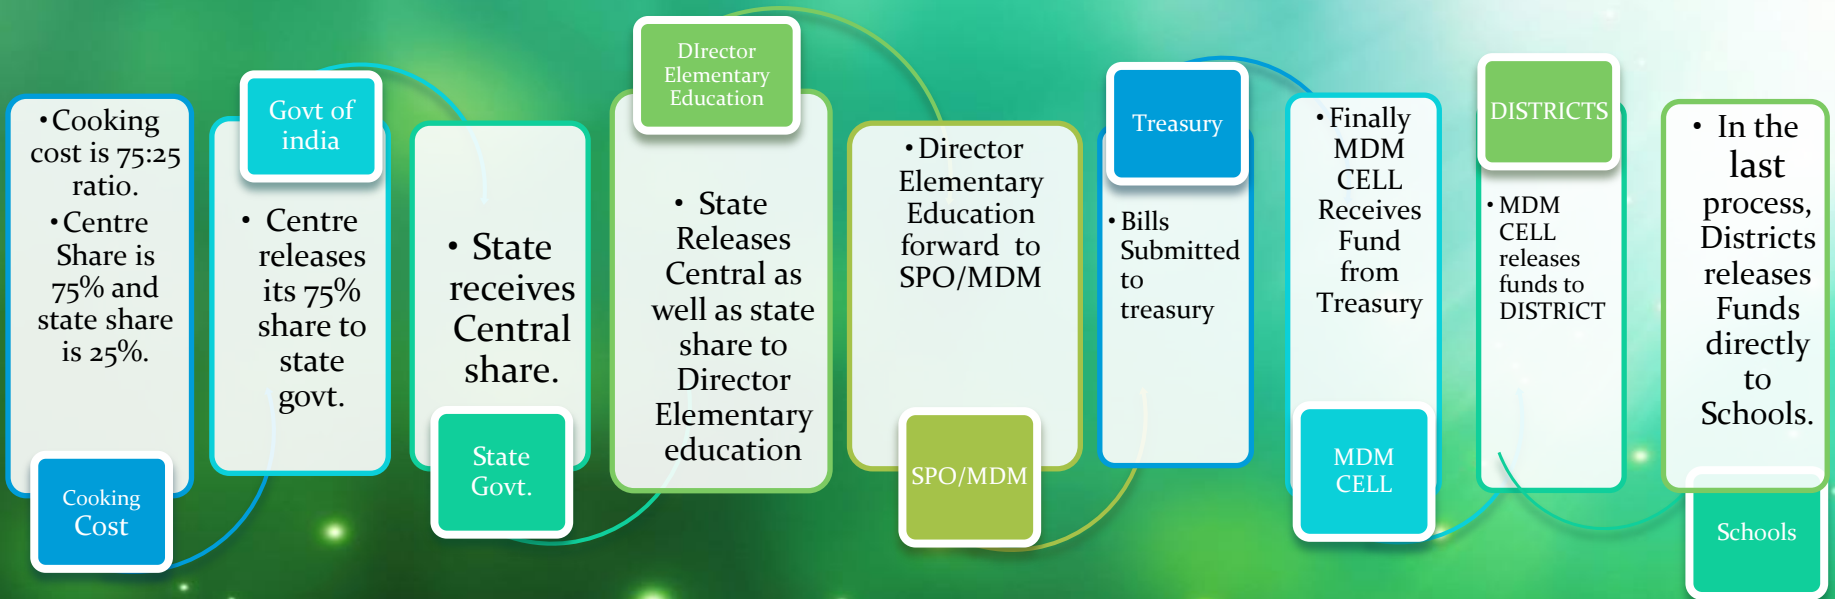 •Cooking
cost is 75:25
ratio.
•Centre
Share is
75% and
state share
is 25%.
Cooking
Cost
Govt of
india
• Centre
releases
its 75%
share to
state
govt.
• State
receives
Central
share.
State
Govt.
DIrector
Elementary
Education
• State
Releases
Central as
well as state
share to
Director
Elementary
education
•Director
Elementary
Education
forward to
SPO/MDM
SPO/MDM
Treasury
•Bills
Submitted
to
treasury
•Finally
MDM
CELL
Receives
Fund
from
Treasury
MDM
CELL
DISTRICTS
•MDM
CELL
releases
funds to
DISTRICT
• In the
last
process,
Districts
releases
Funds
directly
to
Schools.
Schools